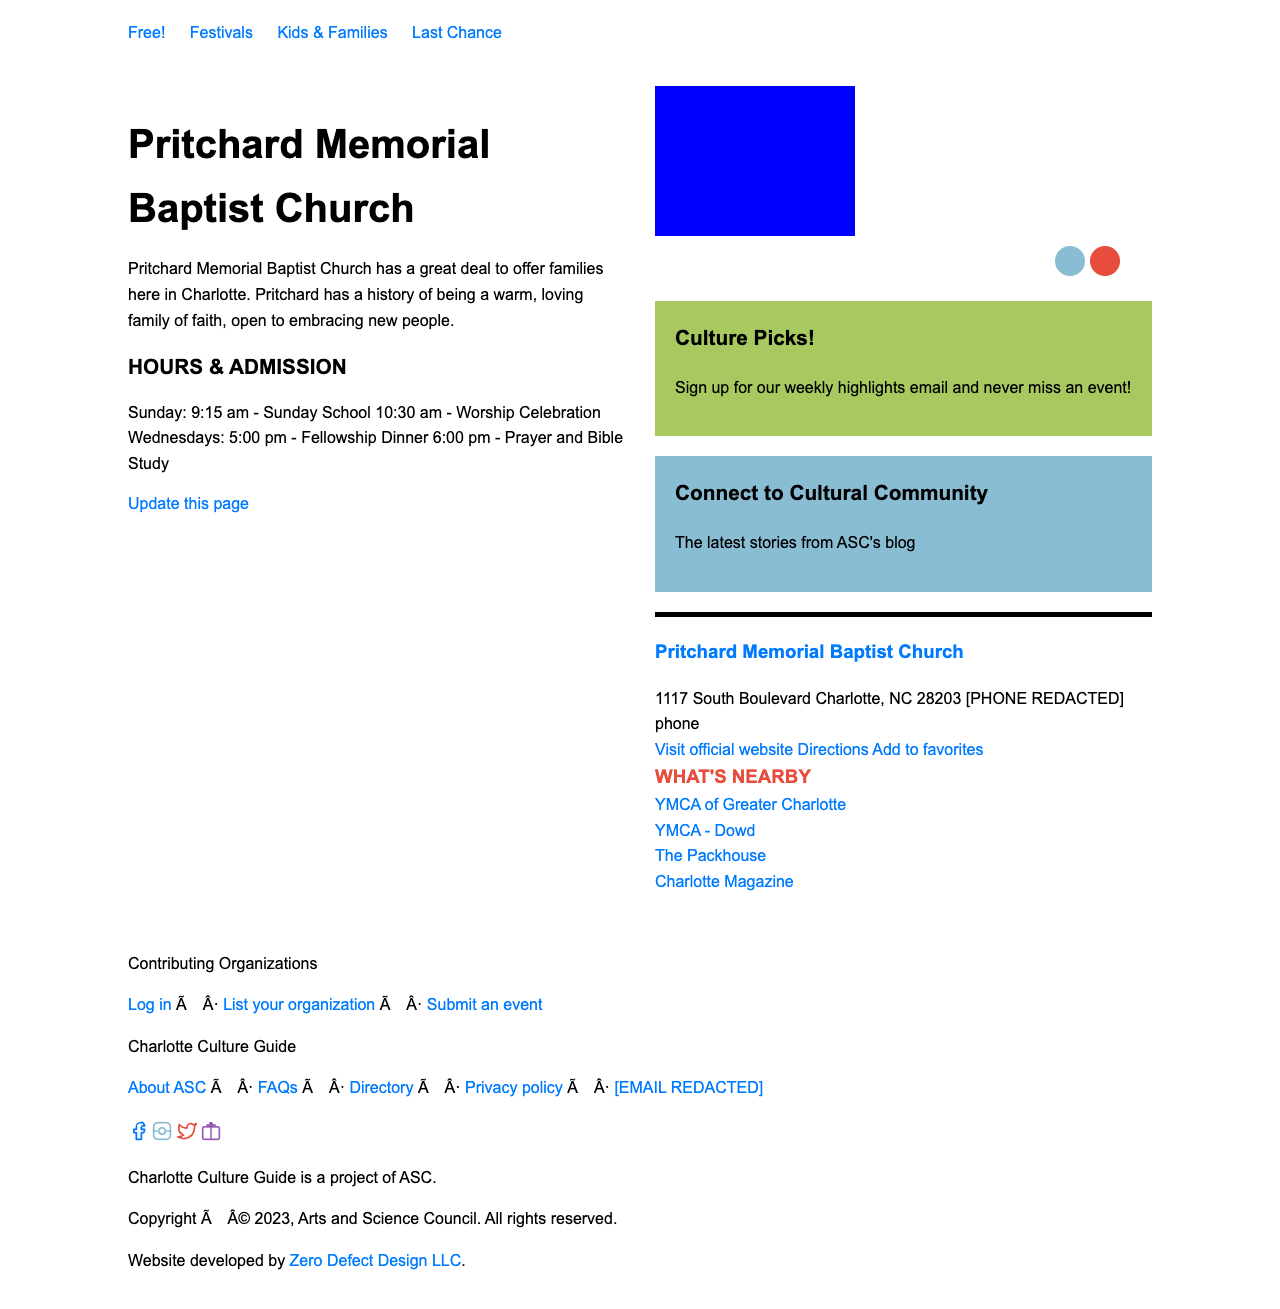 Free! Festivals Kids & Families Last Chance
Pritchard Memorial
Baptist Church
Pritchard Memorial Baptist Church has a great deal to offer families
here in Charlotte. Pritchard has a history of being a warm, loving
family of faith, open to embracing new people.
HOURS & ADMISSION
Sunday: 9:15 am - Sunday School 10:30 am - Worship Celebration
Wednesdays: 5:00 pm - Fellowship Dinner 6:00 pm - Prayer and Bible
Study
Update this page
Culture Picks!
Sign up for our weekly highlights email and never miss an event!
Connect to Cultural Community
The latest stories from ASC's blog
Pritchard Memorial Baptist Church
1117 South Boulevard Charlotte, NC 28203 [PHONE REDACTED]
phone
Visit official website Directions Add to favorites
WHAT'S NEARBY
YMCA of Greater Charlotte
YMCA - Dowd
The Packhouse
Charlotte Magazine
Contributing Organizations
Log in Ã Â· List your organization Ã Â· Submit an event
Charlotte Culture Guide
About ASC Ã Â· FAQs Ã Â· Directory Ã Â· Privacy policy Ã Â· [EMAIL REDACTED]
Charlotte Culture Guide is a project of ASC.
Copyright Ã Â© 2023, Arts and Science Council. All rights reserved.
Website developed by Zero Defect Design LLC.